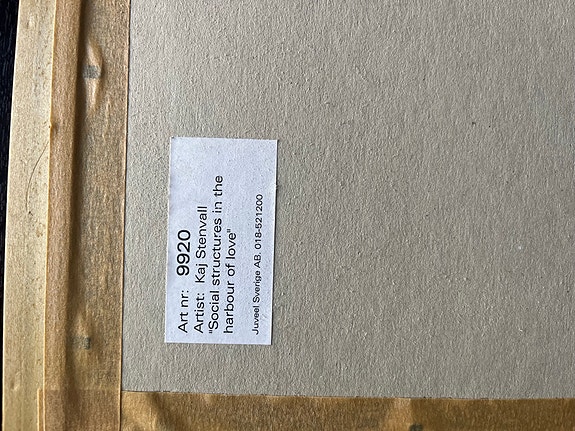 Art nr: 9920
Artist: Kaj Stenvall
"Social structures in the
harbour of love"
Juveel Sverige AB. 018-521200